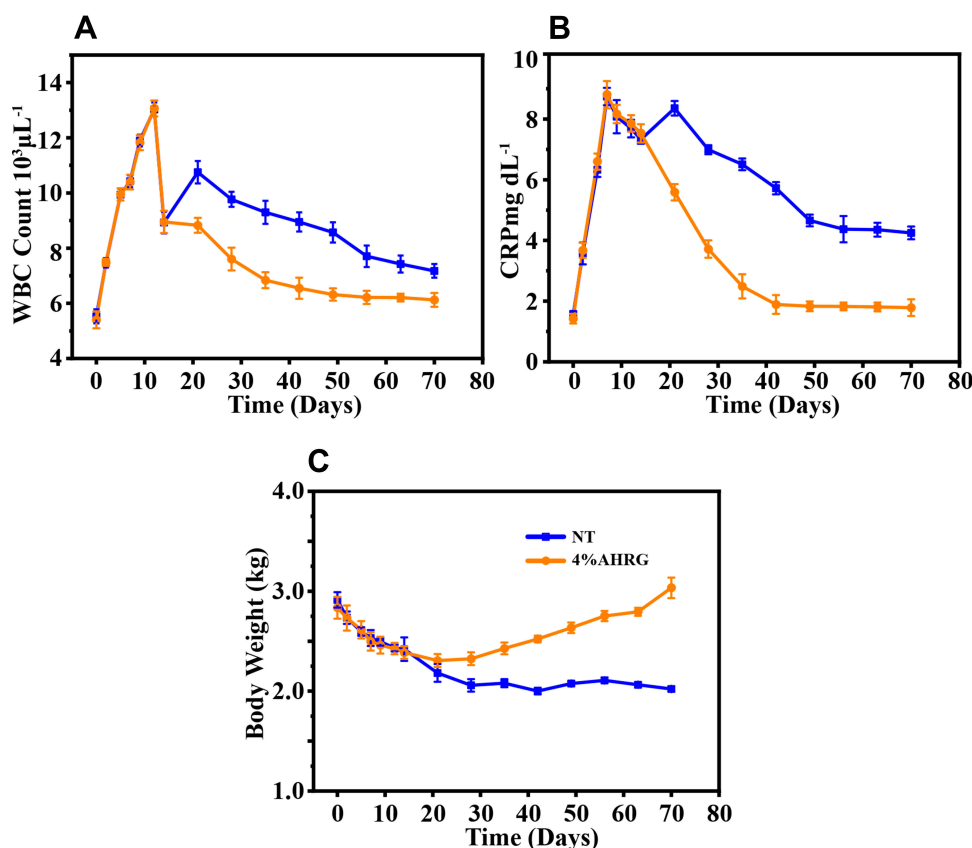 A
WBC Count 10³µL⁻¹
14
12
10
8
6
4
0 10 20 30 40 50 60 70 80
Time (Days)
B
CRPmg dL⁻¹
10
8
6
4
2
0
0 10 20 30 40 50 60 70 80
Time (Days)
C
Body Weight (kg)
4.0
3.0
2.0
1.0
NT
4%AHRG
0 10 20 30 40 50 60 70 80
Time (Days)